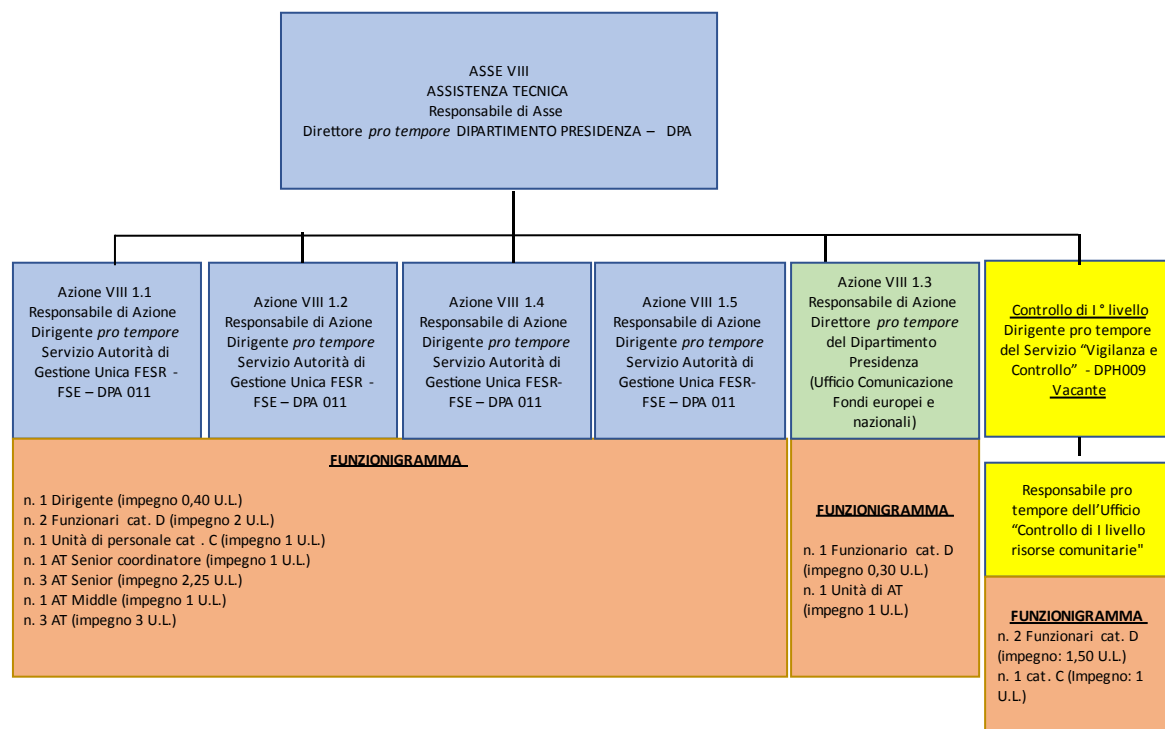 ASSE VIII
ASSISTENZA TECNICA
Responsabile di Asse
Direttore pro tempore DIPARTIMENTO PRESIDENZA – DPA
Azione VIII 1.1
Responsabile di Azione
Dirigente pro tempore
Servizio Autorità di
Gestione Unica FESR -
FSE – DPA 011
Azione VIII 1.2
Responsabile di Azione
Dirigente pro tempore
Servizio Autorità di
Gestione Unica FESR -
FSE – DPA 011
Azione VIII 1.4
Responsabile di Azione
Dirigente pro tempore
Servizio Autorità di
Gestione Unica FESR-
FSE – DPA 011
Azione VIII 1.5
Responsabile di Azione
Dirigente pro tempore
Servizio Autorità di
Gestione Unica FESR-
FSE – DPA 011
Azione VIII 1.3
Responsabile di Azione
Direttore pro tempore
del Dipartimento
Presidenza
(Ufficio Comunicazione
Fondi europei e
nazionali)
Controllo di I° livello
Dirigente pro tempore
del Servizio “Vigilanza e
Controllo” - DPH009
Vacante
FUNZIONIGRAMMA
n. 1 Dirigente (impegno 0,40 U.L.)
n. 2 Funzionari cat. D (impegno 2 U.L.)
n. 1 Unità di personale cat . C (impegno 1 U.L.)
n. 1 AT Senior coordinatore (impegno 1 U.L.)
n. 3 AT Senior (impegno 2,25 U.L.)
n. 1 AT Middle (impegno 1 U.L.)
n. 3 AT (impegno 3 U.L.)
FUNZIONIGRAMMA
n. 1 Funzionario cat. D
(impegno 0,30 U.L.)
n. 1 Unità di AT
(impegno 1 U.L.)
Responsabile pro
tempore dell’Ufficio
“Controllo di I livello
risorse comunitarie"
FUNZIONIGRAMMA
n. 2 Funzionari cat. D
(impegno: 1,50 U.L.)
n. 1 cat. C (Impegno: 1
U.L.)